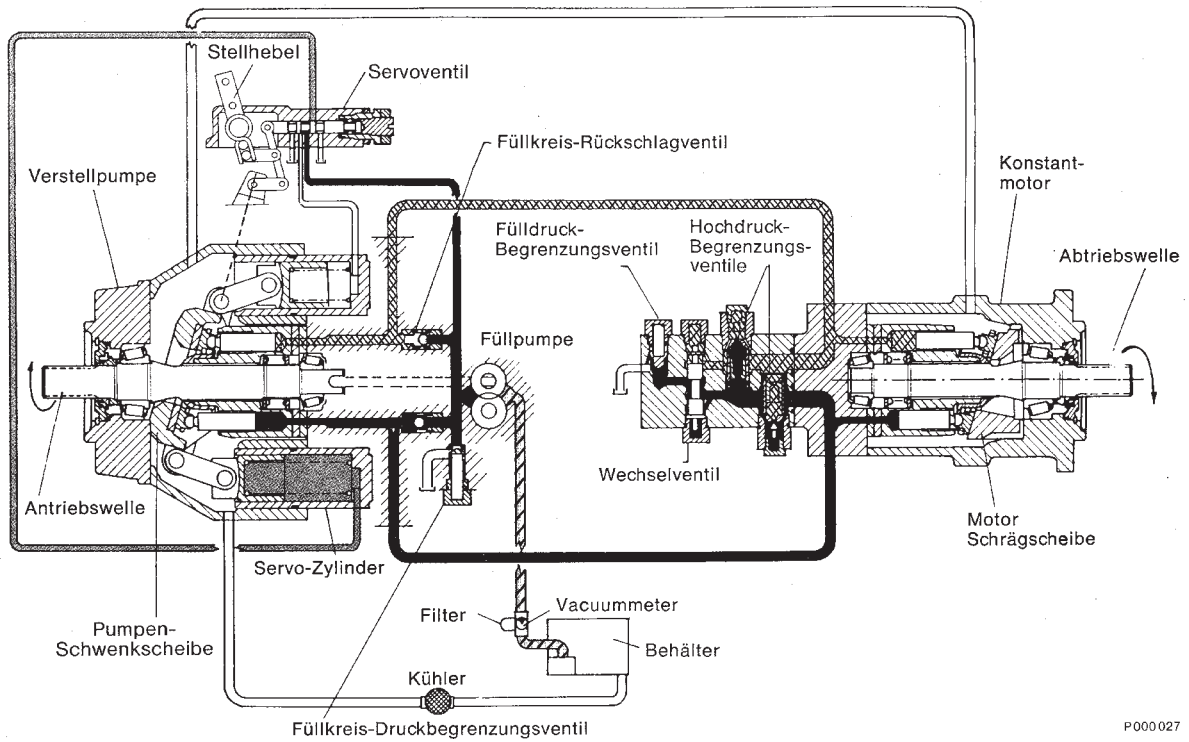 Stellhebel
Servoventil
Füllkreis-Rückschlagventil
Verstellpumpe
Konstant-
motor
Fülldruck-
Begrenzungsventil
Hochdruck-
Begrenzungs-
ventile
Abtriebswelle
Füllpumpe
Wechselventil
Antriebswelle
Motor
Schrägscheibe
Servo-Zylinder
Filter
Vacuummeter
Pumpen-
Schwenkscheibe
Behälter
Kühler
Füllkreis-Druckbegrenzungsventil
P000027